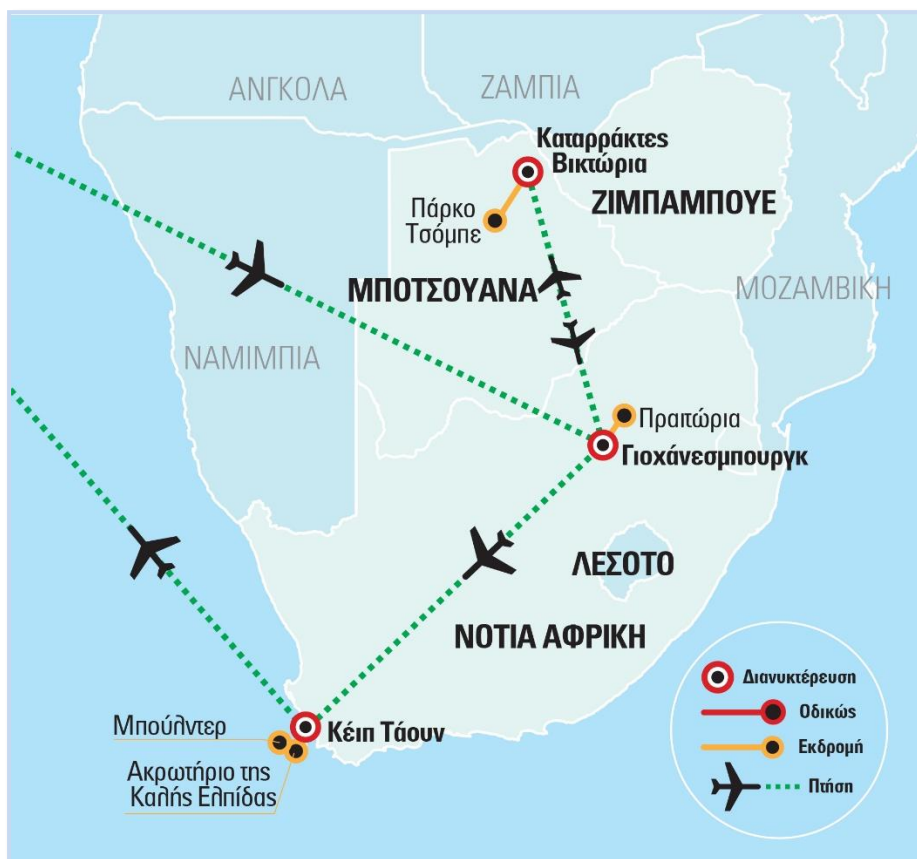 ΑΝΓΚΟΛΑ
ΖΑΜΠΙΑ
Καταρράκτες
Βικτώρια
ΖΙΜΠΑΜΠΟΥΕ
Πάρκο
Τσόμπε
ΜΠΟΤΣΟΥΑΝΑ
ΜΟΖΑΜΒΙΚΗ
ΝΑΜΙΜΠΙΑ
Πραιτώρια
Γιοχάνεσμπουργκ
ΛΕΣΟΤΟ
ΝΟΤΙΑ ΑΦΡΙΚΗ
Μπούλντερ
Κέιπ Τάουν
Ακρωτήριο της
Καλής Ελπίδας
Διανυκτέρευση
Οδικώς
Εκδρομή
Πτήση